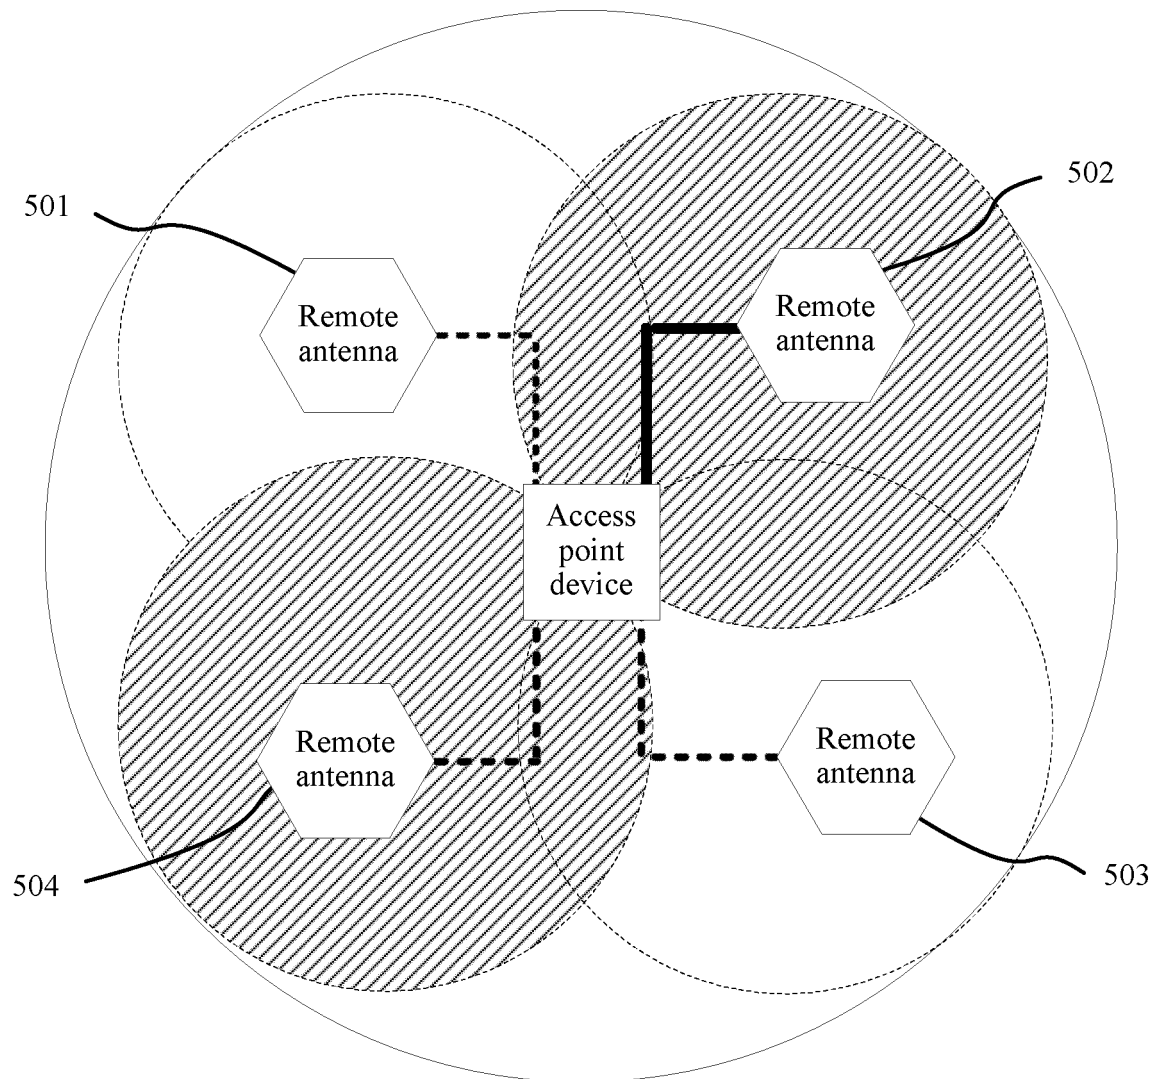 501
502
Remote
antenna
Remote
antenna
Access
point
device
Remote
antenna
Remote
antenna
504
503